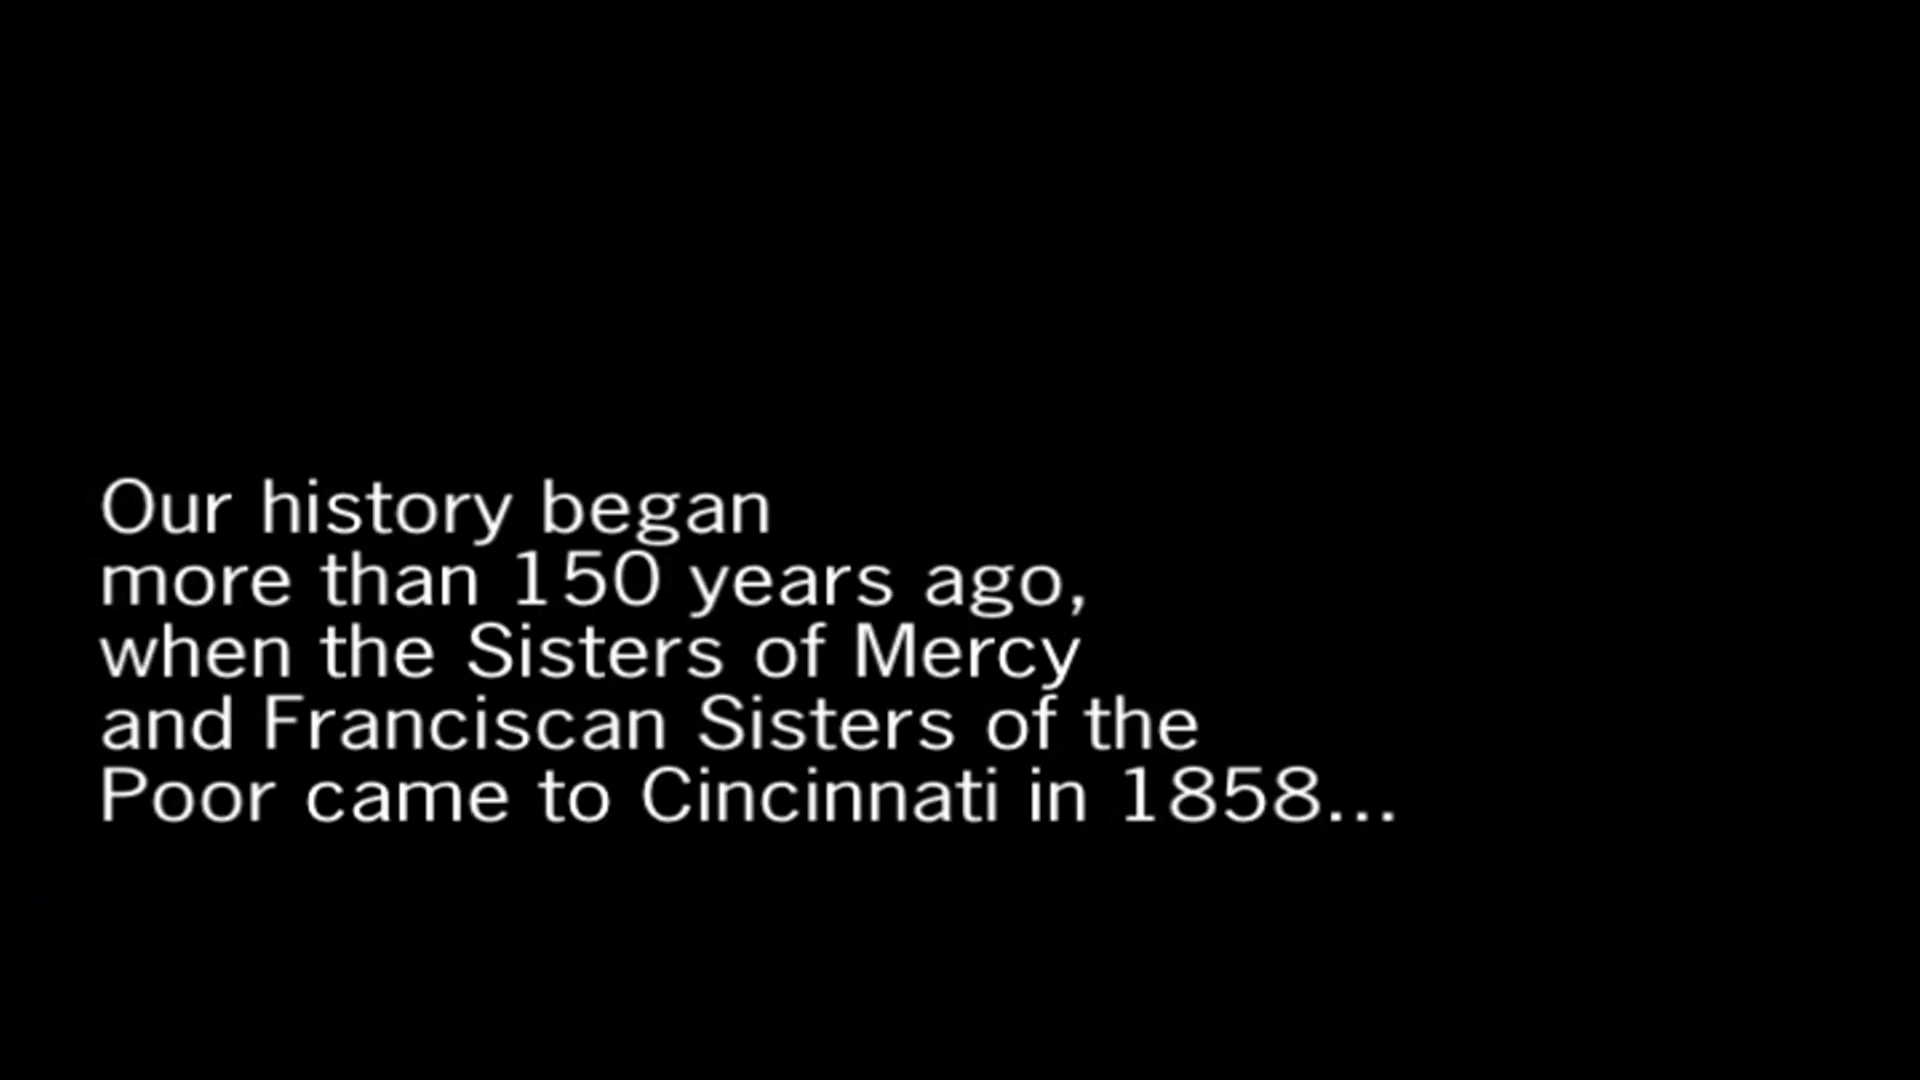 Our history began
more than 150 years ago,
when the Sisters of Mercy
and Franciscan Sisters of the
Poor came to Cincinnati in 1858...